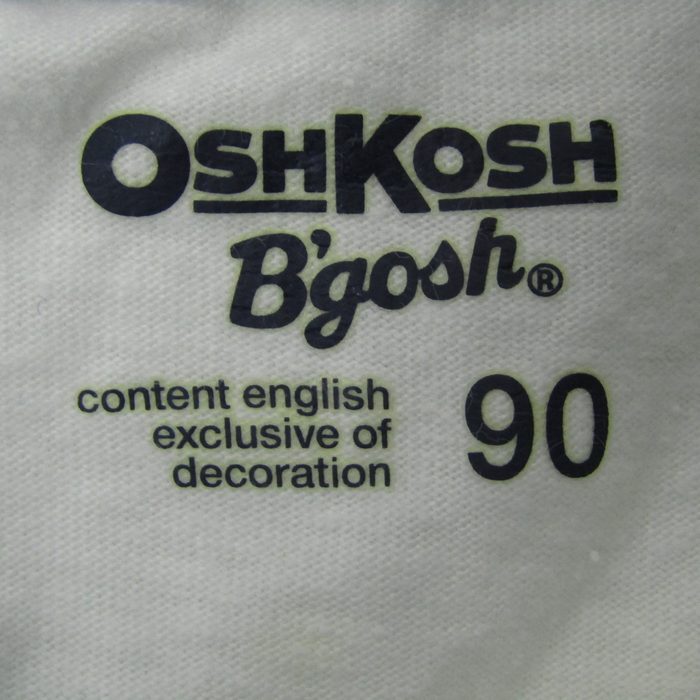 OSHKOSH
B'gosh®
content english
exclusive of
decoration
90